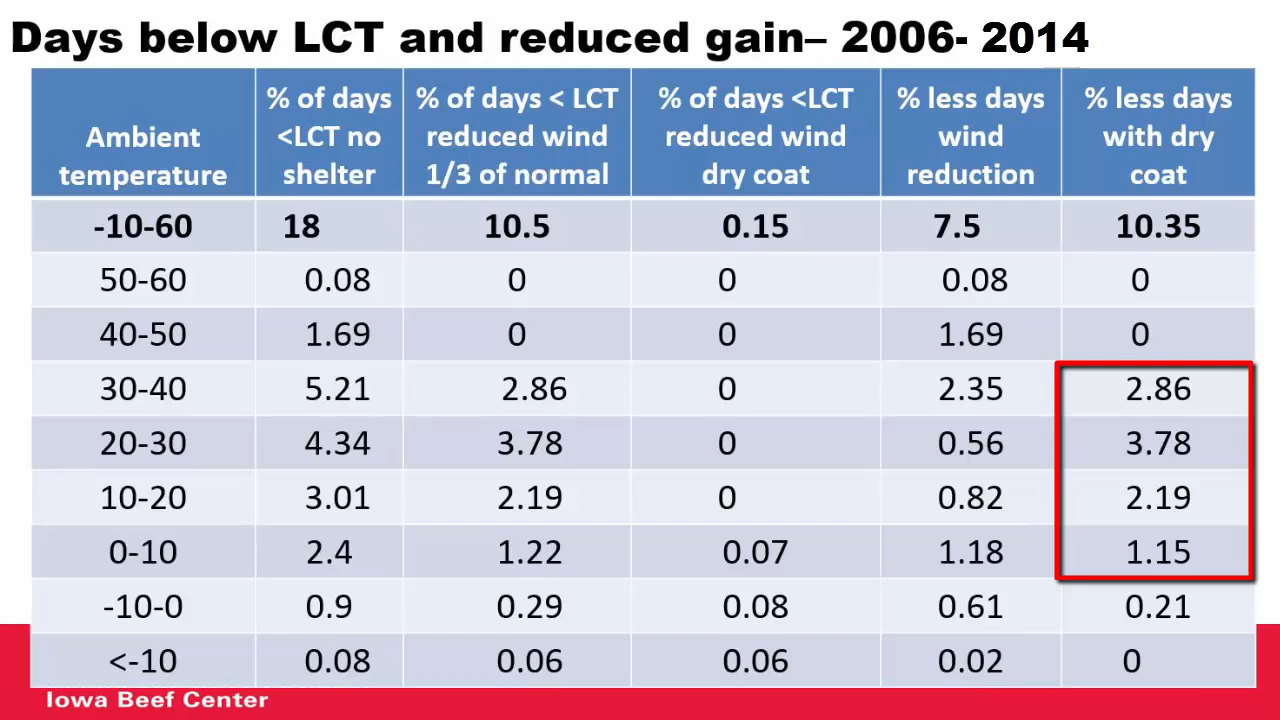 Days below LCT and reduced gain– 2006- 2014
Ambient temperature
% of days <LCT no shelter
% of days < LCT reduced wind 1/3 of normal
% of days <LCT reduced wind dry coat
% less days wind reduction
% less days with dry coat
-10-60 18 10.5 0.15 7.5 10.35
50-60 0.08 0 0 0.08 0
40-50 1.69 0 0 1.69 0
30-40 5.21 2.86 0 2.35 2.86
20-30 4.34 3.78 0 0.56 3.78
10-20 3.01 2.19 0 0.82 2.19
0-10 2.4 1.22 0.07 1.18 1.15
-10-0 0.9 0.29 0.08 0.61 0.21
<-10 0.08 0.06 0.06 0.02 0
Iowa Beef Center